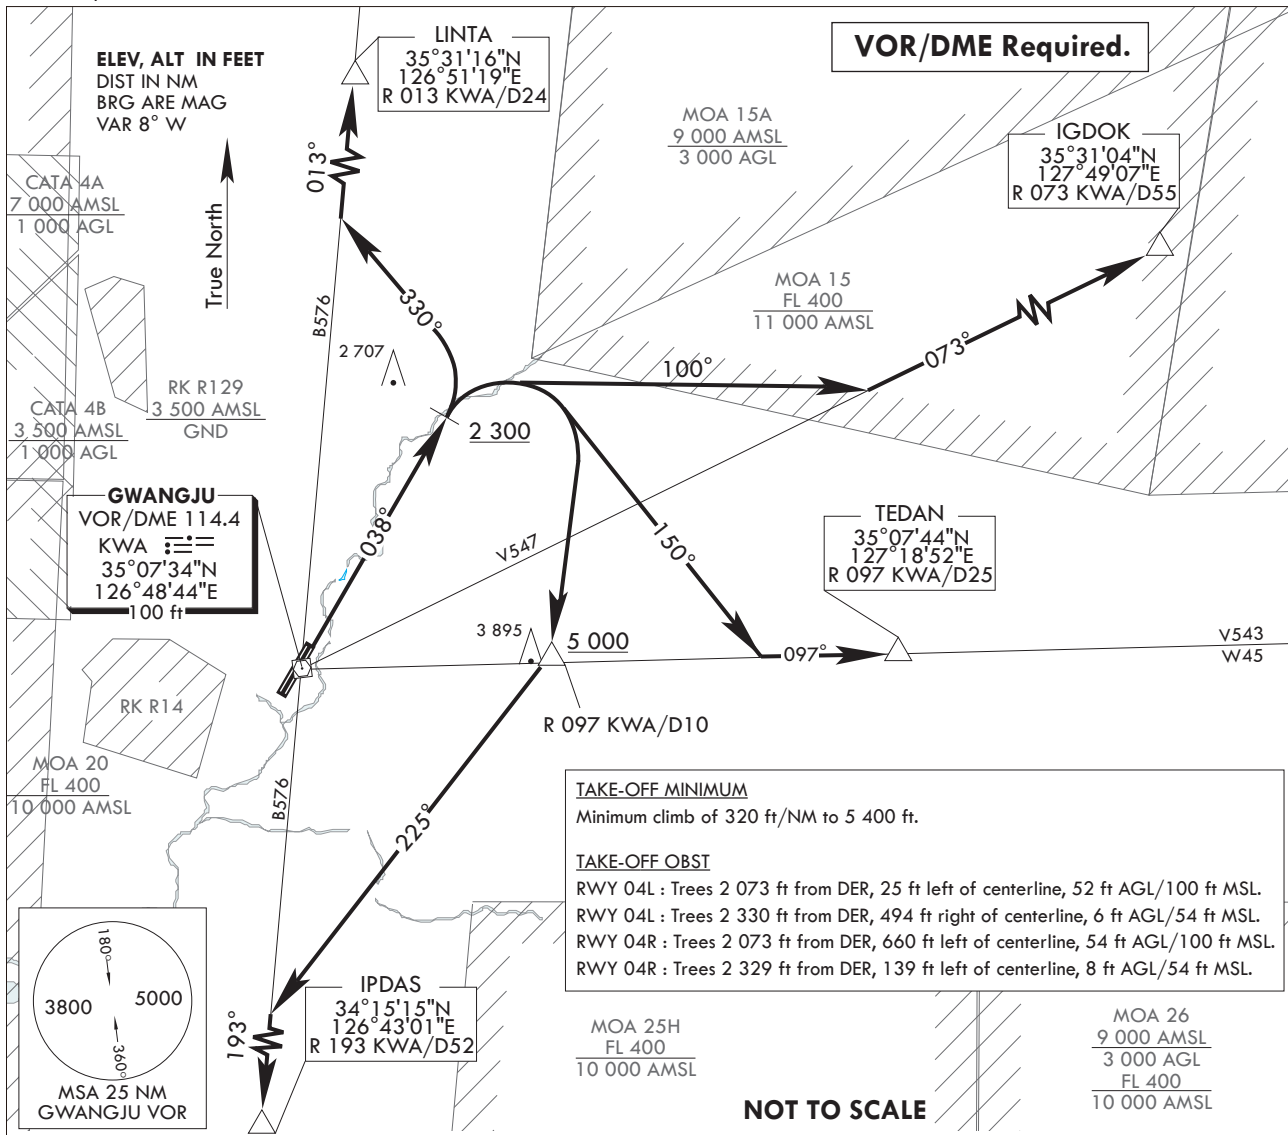 VOR/DME Required.
ELEV, ALT IN FEET
DIST IN NM
BRG ARE MAG
VAR 8° W
True North
LINTA
35°31'16"N
126°51'19"E
R 013 KWA/D24
MOA 15A
9 000 AMSL
3 000 AGL
IGDOK
35°31'04"N
127°49'07"E
R 073 KWA/D55
013°
CATA 4A
7 000 AMSL
1 000 AGL
MOA 15
FL 400
11 000 AMSL
B576
330°
073°
100°
2 707
RK R129
3 500 AMSL
GND
CATA 4B
3 500 AMSL
1 000 AGL
2 300
GWANGJU
VOR/DME 114.4
KWA
35°07'34"N
126°48'44"E
100 ft
038°
V547
150°
TEDAN
35°07'44"N
127°18'52"E
R 097 KWA/D25
3 895
5 000
097°
V543
W45
RK R14
R 097 KWA/D10
MOA 20
FL 400
10 000 AMSL
B576
225°
TAKE-OFF MINIMUM
Minimum climb of 320 ft/NM to 5 400 ft.
TAKE-OFF OBST
RWY 04L : Trees 2 073 ft from DER, 25 ft left of centerline, 52 ft AGL/100 ft MSL.
RWY 04L : Trees 2 330 ft from DER, 494 ft right of centerline, 6 ft AGL/54 ft MSL.
RWY 04R : Trees 2 073 ft from DER, 660 ft left of centerline, 54 ft AGL/100 ft MSL.
RWY 04R : Trees 2 329 ft from DER, 139 ft left of centerline, 8 ft AGL/54 ft MSL.
180°
3800
5000
360°
MSA 25 NM
GWANGJU VOR
193°
IPDAS
34°15'15"N
126°43'01"E
R 193 KWA/D52
MOA 25H
FL 400
10 000 AMSL
MOA 26
9 000 AMSL
3 000 AGL
FL 400
10 000 AMSL
NOT TO SCALE